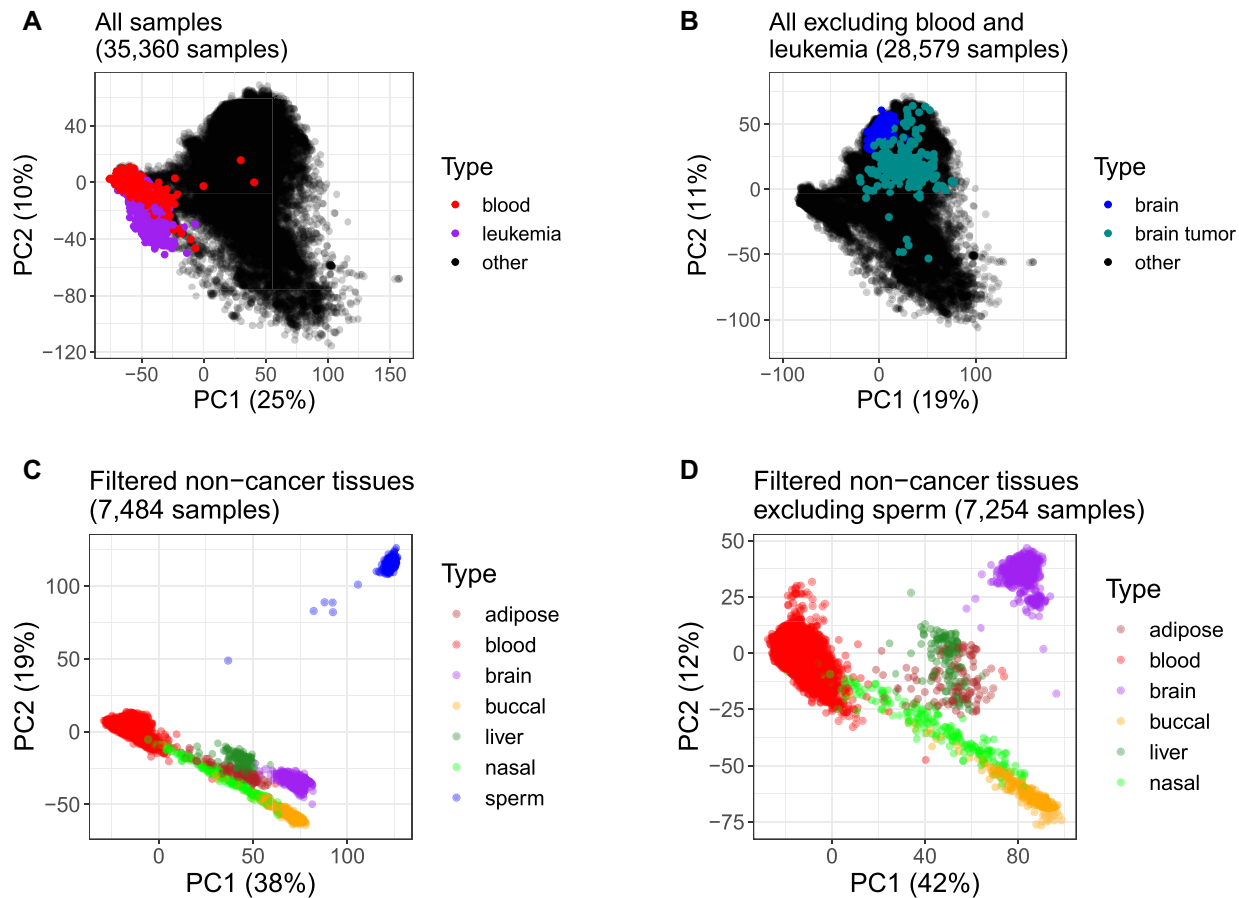 A
All samples
(35,360 samples)
PC2 (10%)
40
0
−40
−80
−120
−50
0
50
100
150
PC1 (25%)
Type
blood
leukemia
other
B
All excluding blood and
leukemia (28,579 samples)
PC2 (11%)
50
0
−50
−100
−100
0
100
PC1 (19%)
Type
brain
brain tumor
other
C
Filtered non−cancer tissues
(7,484 samples)
PC2 (19%)
100
50
0
−50
0
50
100
PC1 (38%)
Type
adipose
blood
brain
buccal
liver
nasal
sperm
D
Filtered non−cancer tissues
excluding sperm (7,254 samples)
PC2 (12%)
50
25
0
−25
−50
−75
0
40
80
PC1 (42%)
Type
adipose
blood
brain
buccal
liver
nasal